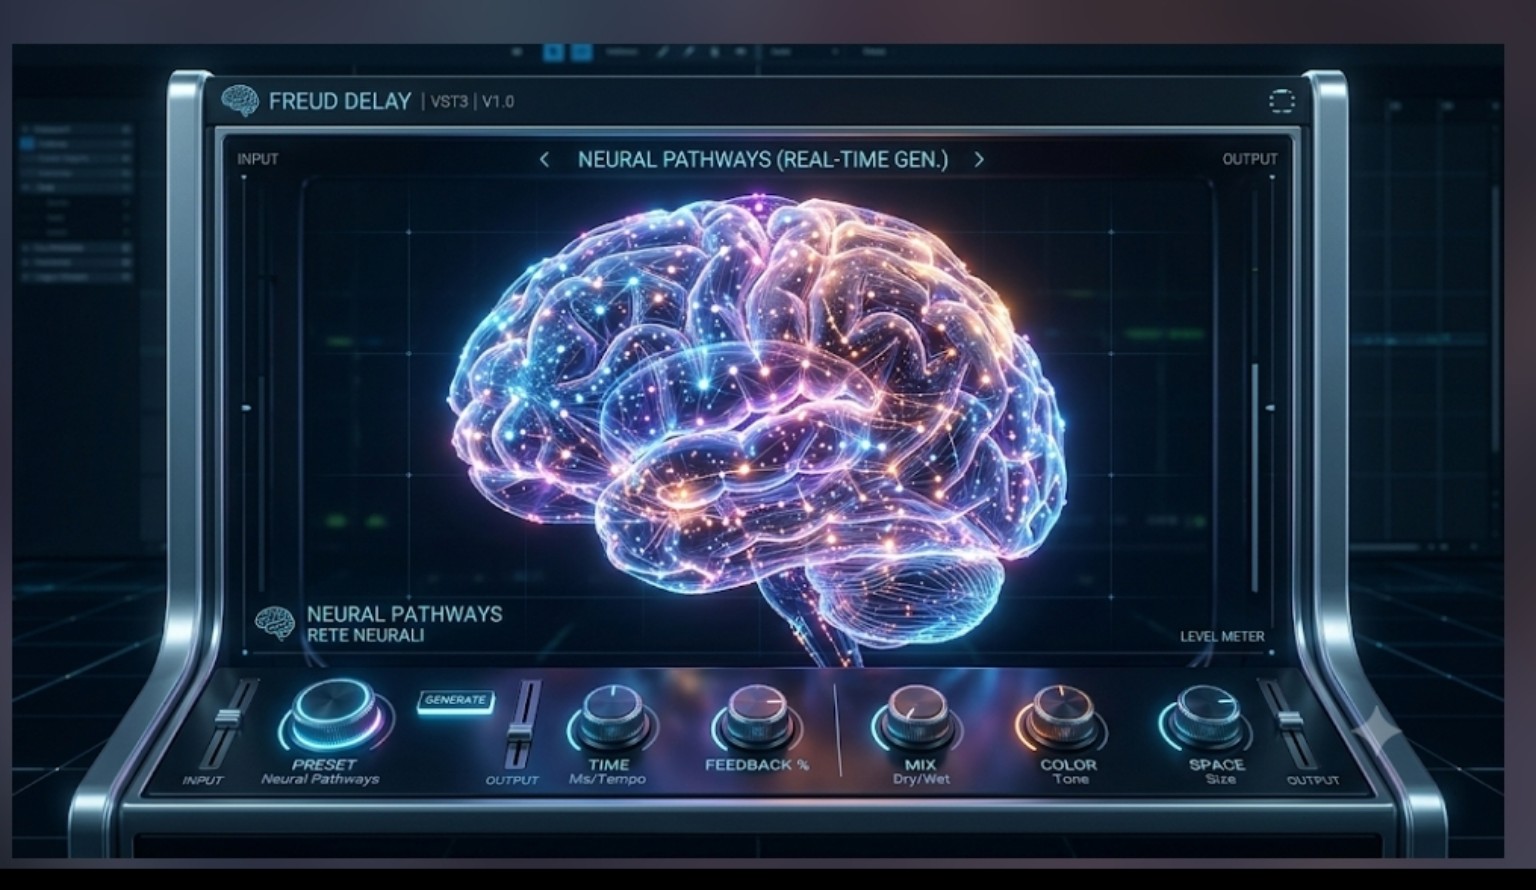 FREUD DELAY | VST3 | V1.0
INPUT
< NEURAL PATHWAYS (REAL-TIME GEN.) >
OUTPUT
NEURAL PATHWAYS
RETE NEURALI
LEVEL METER
INPUT
PRESET
Neural Pathways
GENERATE
OUTPUT
TIME
Ms/Tempo
FEEDBACK %
MIX
Dry/Wet
COLOR
Tone
SPACE
Size
OUTPUT